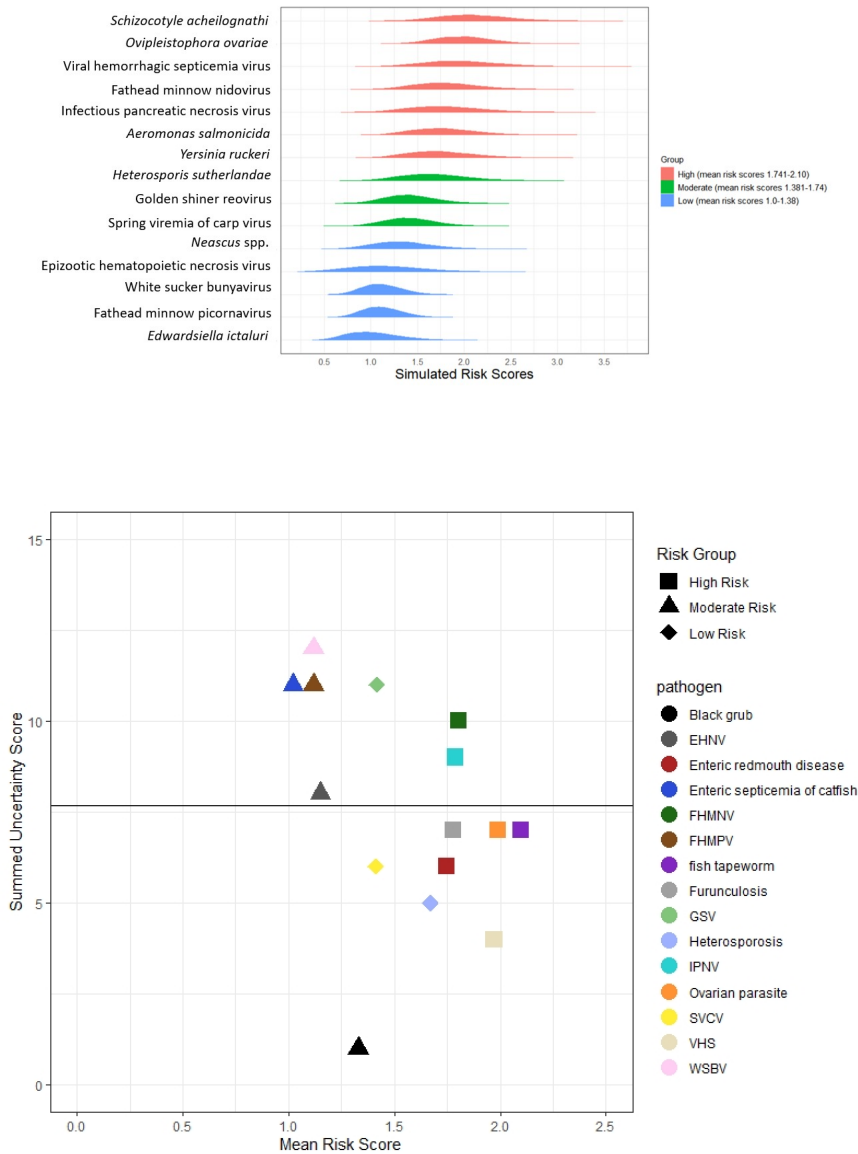 Schizocotyle acheilognathi
Ovipleistophora ovariae
Viral hemorrhagic septicemia virus
Fathead minnow nidovirus
Infectious pancreatic necrosis virus
Aeromonas salmonicida
Yersinia ruckeri
Heterosporis sutherlandae
Golden shiner reovirus
Spring viremia of carp virus
Neascus spp.
Epizootic hematopoietic necrosis virus
White sucker bunyavirus
Fathead minnow picornavirus
Edwardsiella ictaluri
0.5 1.0 1.5 2.0 2.5 3.0 3.5
Simulated Risk Scores
Group
High (mean risk scores 1.741-2.10)
Moderate (mean risk scores 1.381-1.74)
Low (mean risk scores 1.0-1.38)
Summed Uncertainty Score
15
10
5
0
0.0 0.5 1.0 1.5 2.0 2.5
Mean Risk Score
Risk Group
High Risk
Moderate Risk
Low Risk
pathogen
Black grub
EHNV
Enteric redmouth disease
Enteric septicemia of catfish
FHMNV
FHMPV
fish tapeworm
Furunculosis
GSV
Heterosporosis
IPNV
Ovarian parasite
SVCV
VHS
WSBV